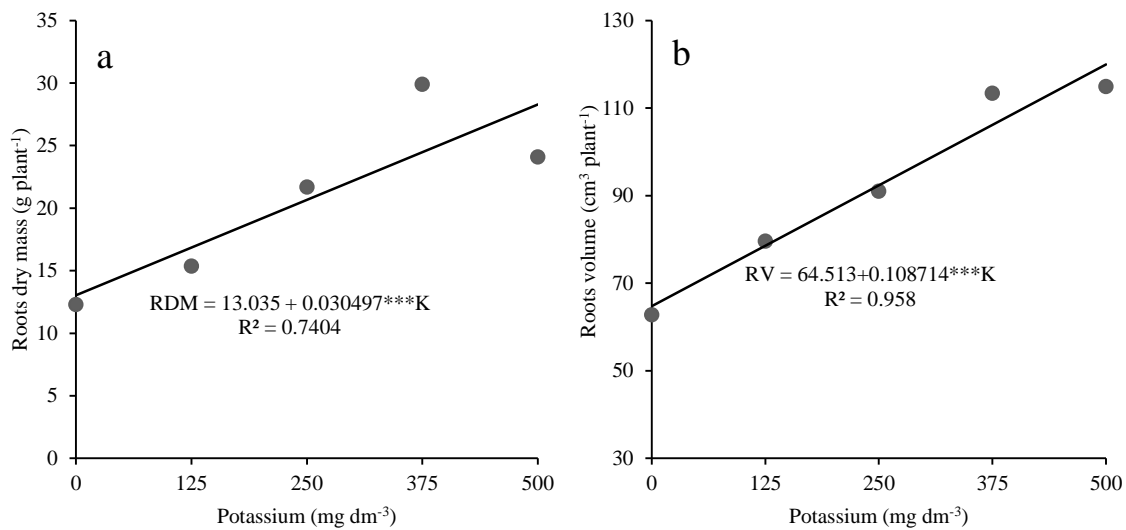 a
35
30
25
20
15
10
5
0
Roots dry mass (g plant⁻¹)
RDM = 13.035 + 0.030497***K
R² = 0.7404
0 125 250 375 500
Potassium (mg dm⁻³)
b
130
110
90
70
50
30
Roots volume (cm³ plant⁻¹)
RV = 64.513+0.108714***K
R² = 0.958
0 125 250 375 500
Potassium (mg dm⁻³)